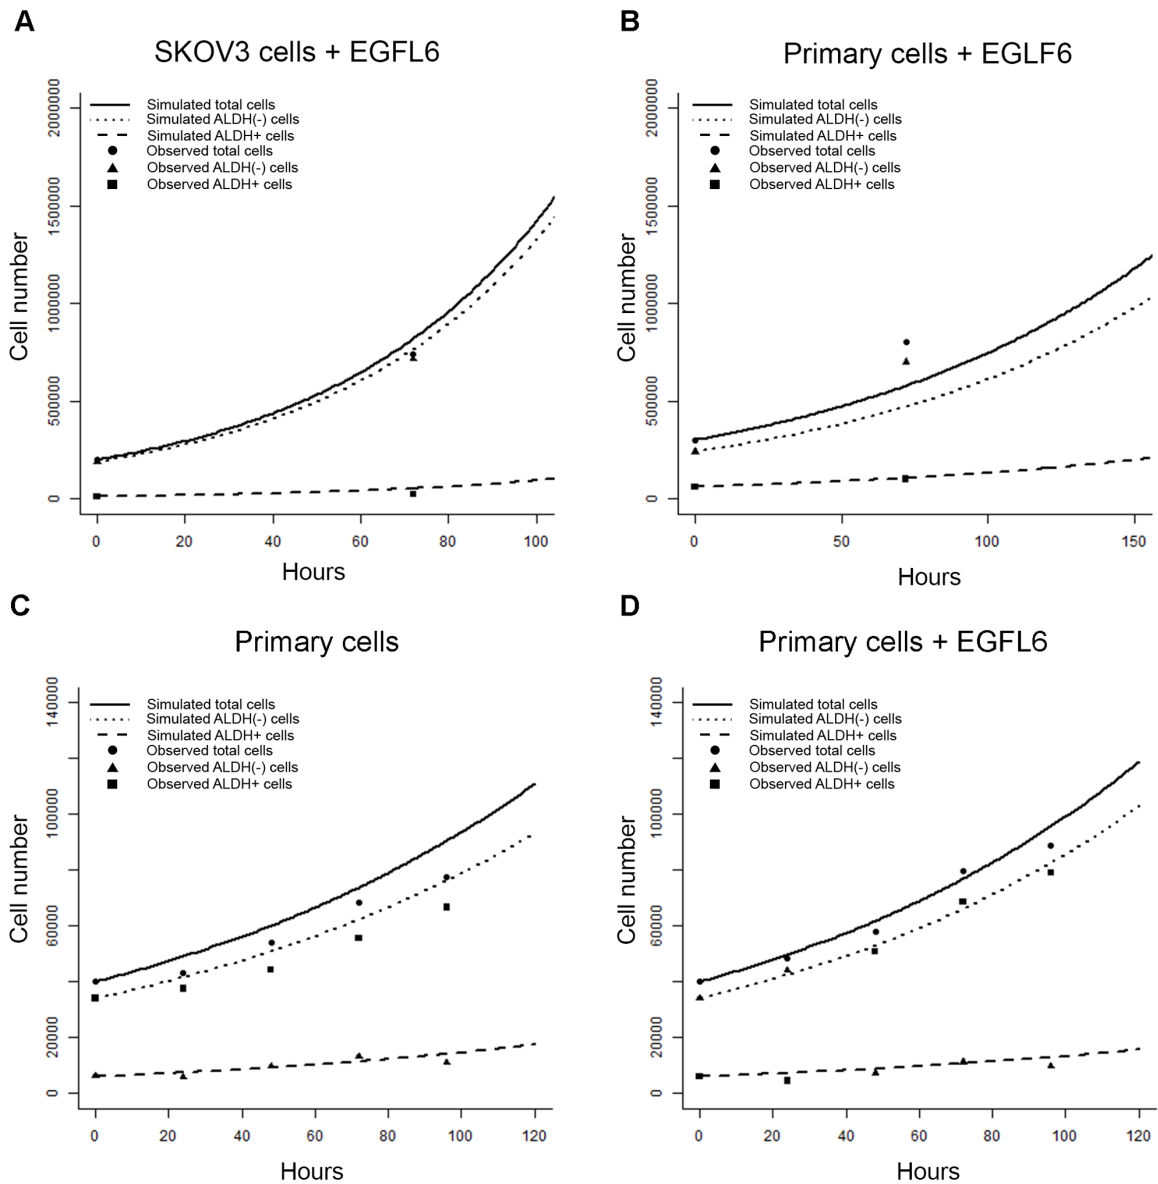 A
SKOV3 cells + EGFL6
Simulated total cells
Simulated ALDH(-) cells
Simulated ALDH+ cells
Observed total cells
Observed ALDH(-) cells
Observed ALDH+ cells
Cell number
2000000
1500000
1000000
500000
0
0 20 40 60 80 100
Hours
B
Primary cells + EGLF6
Simulated total cells
Simulated ALDH(-) cells
Simulated ALDH+ cells
Observed total cells
Observed ALDH(-) cells
Observed ALDH+ cells
Cell number
2000000
1500000
1000000
500000
0
0 50 100 150
Hours
C
Primary cells
Simulated total cells
Simulated ALDH(-) cells
Simulated ALDH+ cells
Observed total cells
Observed ALDH(-) cells
Observed ALDH+ cells
Cell number
140000
100000
60000
20000
0
0 20 40 60 80 100 120
Hours
D
Primary cells + EGFL6
Simulated total cells
Simulated ALDH(-) cells
Simulated ALDH+ cells
Observed total cells
Observed ALDH(-) cells
Observed ALDH+ cells
Cell number
140000
100000
60000
20000
0
0 20 40 60 80 100 120
Hours